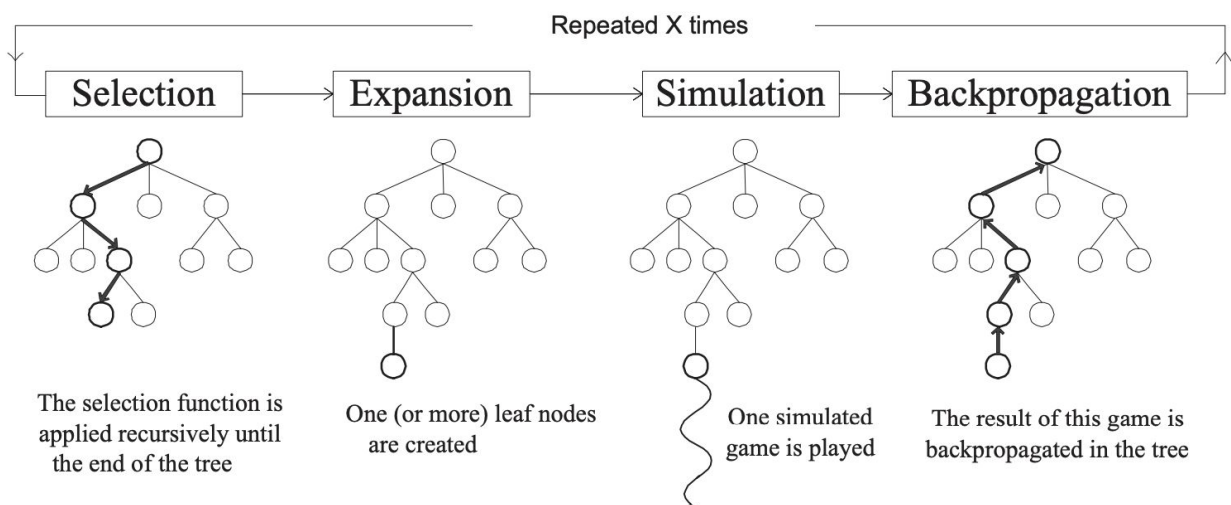 Repeated X times
Selection
Expansion
Simulation
Backpropagation
The selection function is
applied recursively until
the end of the tree
One (or more) leaf nodes
are created
One simulated
game is played
The result of this game is
backpropagated in the tree